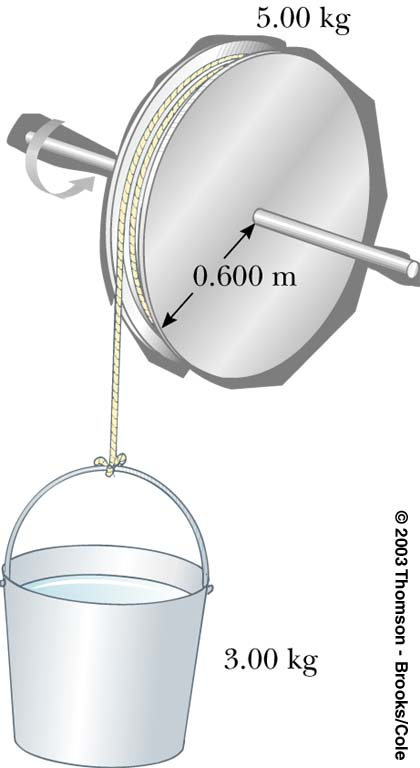 5.00 kg
0.600 m
3.00 kg
© 2003 Thomson - Brooks/Cole